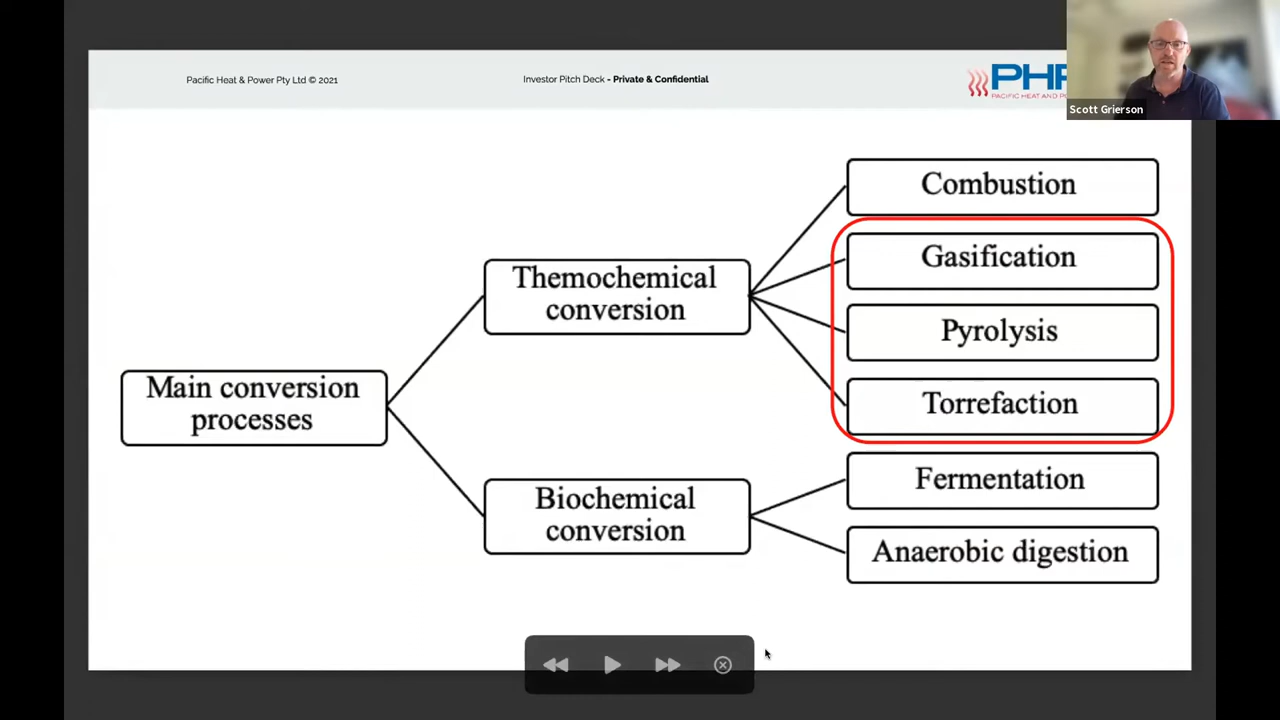 Pacific Heat & Power Pty Ltd © 2021
Investor Pitch Deck - Private & Confidential
PACIFIC HEAT AND
Scott Grierson
Combustion
Gasification
Themochemical
conversion
Pyrolysis
Main conversion
processes
Torrefaction
Fermentation
Biochemical
conversion
Anaerobic digestion